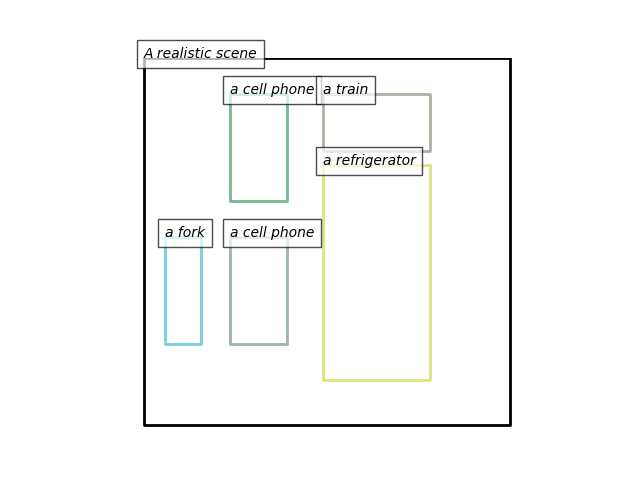 A realistic scene
a cell phone
a train
a refrigerator
a fork
a cell phone